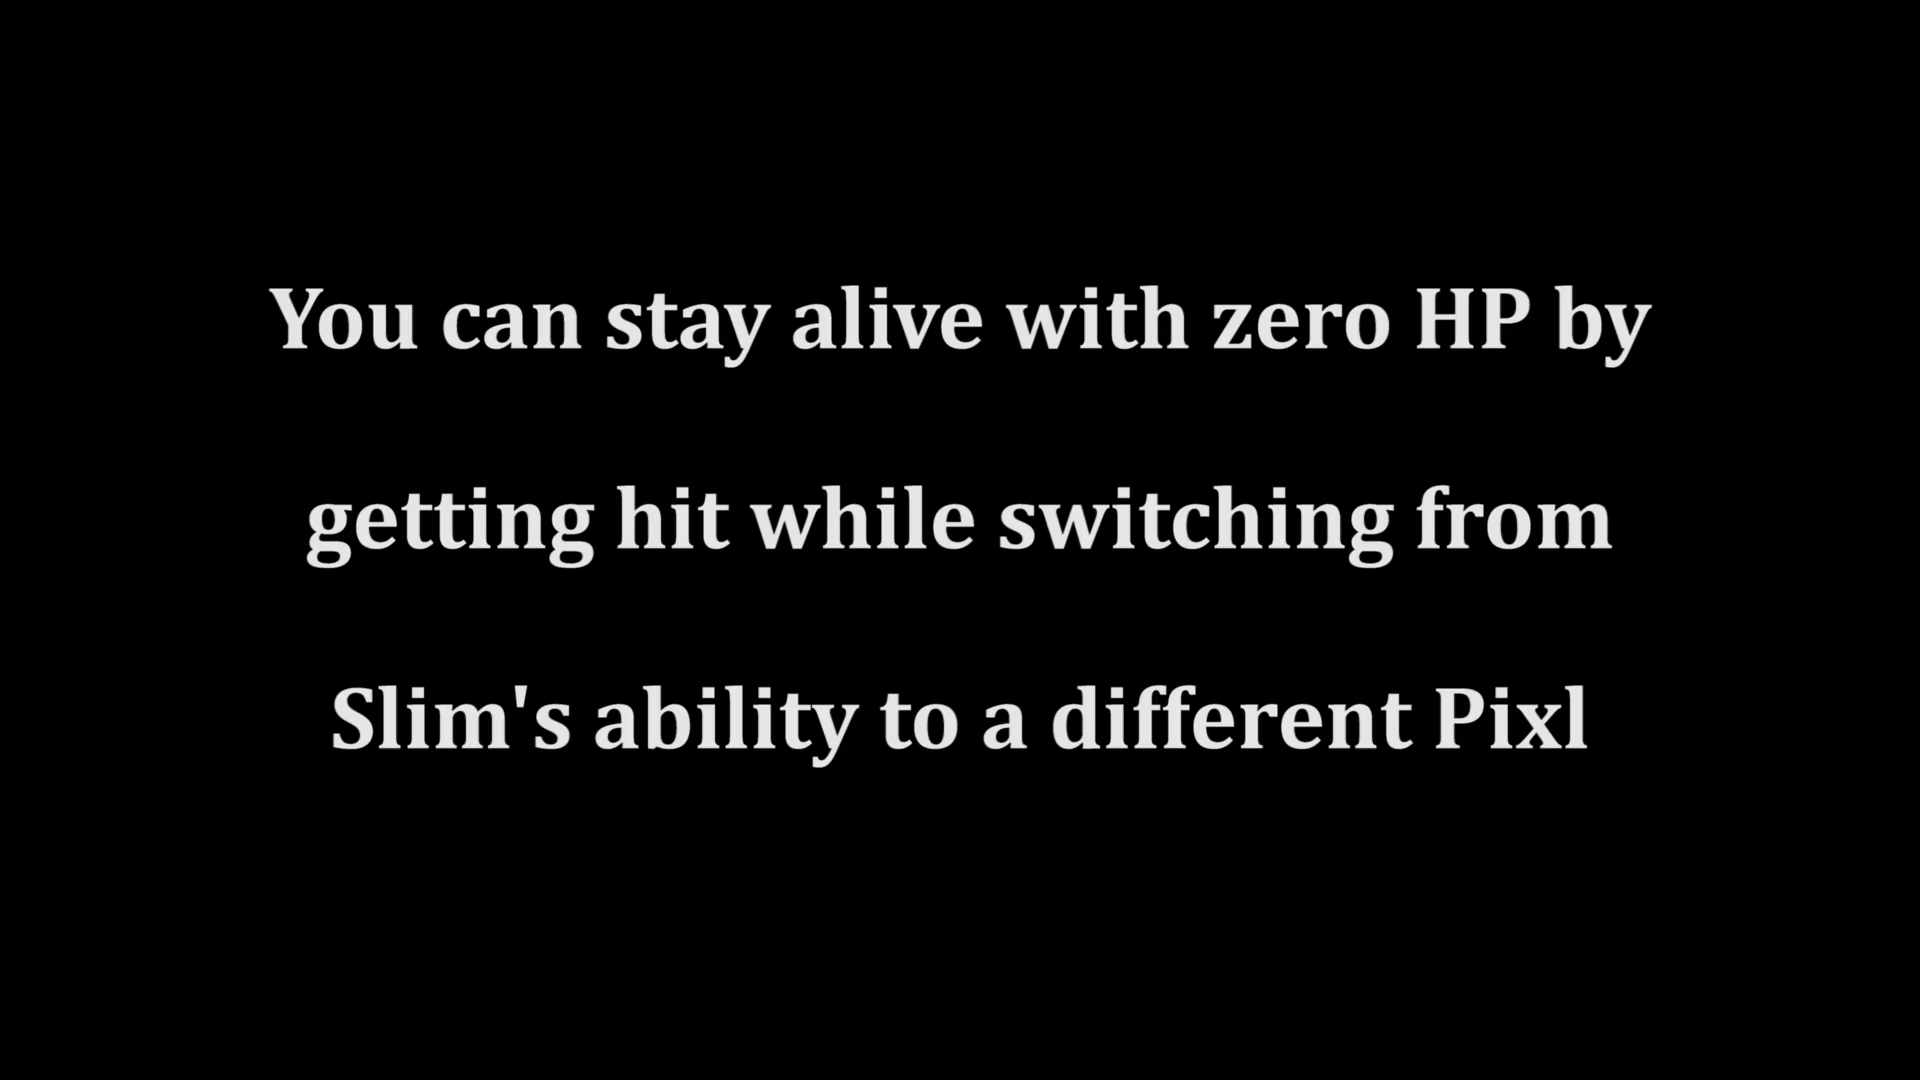 You can stay alive with zero HP by
getting hit while switching from
Slim's ability to a different Pixl